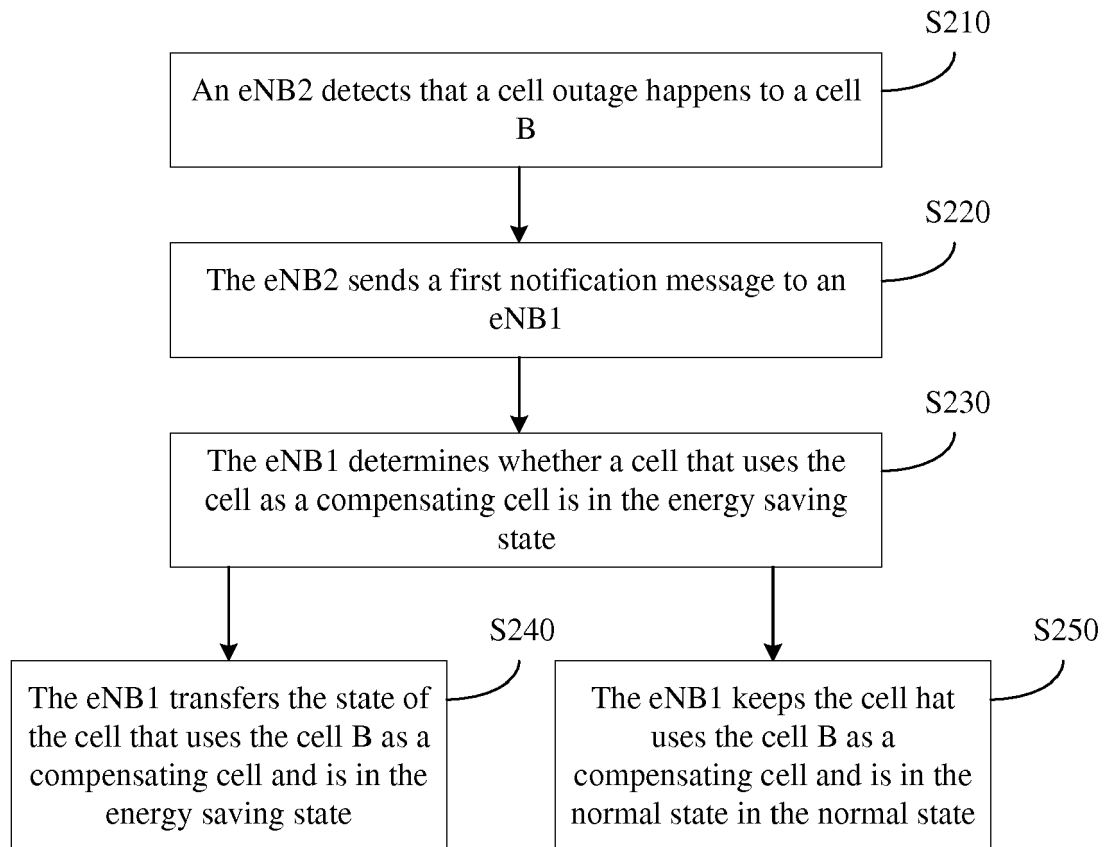 S210
An eNB2 detects that a cell outage happens to a cell
B
S220
The eNB2 sends a first notification message to an
eNB1
S230
The eNB1 determines whether a cell that uses the
cell as a compensating cell is in the energy saving
state
S240
The eNB1 transfers the state of
the cell that uses the cell B as a
compensating cell and is in the
energy saving state
S250
The eNB1 keeps the cell hat
uses the cell B as a
compensating cell and is in the
normal state in the normal state